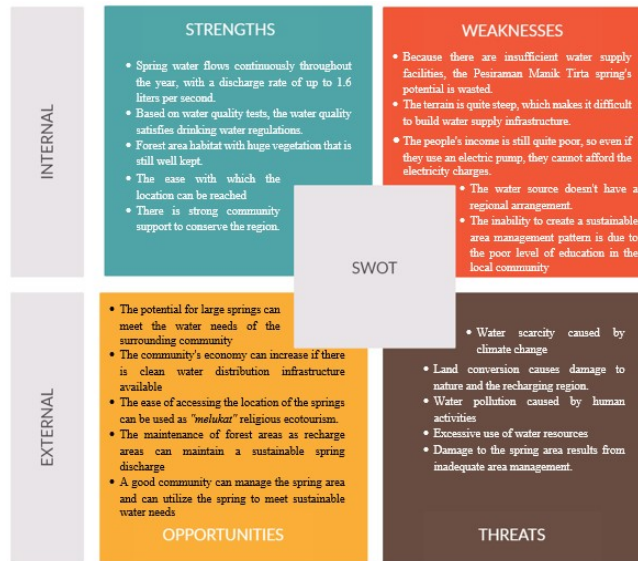 STRENGTHS
• Spring water flows continuously throughout
the year, with a discharge rate of up to 1.6
liters per second.
• Based on water quality tests, the water quality
satisfies drinking water regulations.
• Forest area habitat with huge vegetation that is
still well kept.
• The ease with which the
location can be reached
• There is strong community
support to conserve the region.
WEAKNESSES
• Because there are insufficient water supply
facilities, the Pesiraman Manik Tirta spring's
potential is wasted.
• The terrain is quite steep, which makes it difficult
to build water supply infrastructure.
• The people's income is still quite poor, so even if
they use an electric pump, they cannot afford the
electricity charges.
• The water source doesn't have a
regional arrangement.
• The inability to create a sustainable
area management pattern is due to
the poor level of education in the
local community
INTERNAL
SWOT
EXTERNAL
• The potential for large springs can
meet the water needs of the
surrounding community
• The community's economy can increase if there
is clean water distribution infrastructure
available
• The ease of accessing the location of the springs
can be used as "melukat" religious ecotourism.
• The maintenance of forest areas as recharge
areas can maintain a sustainable spring
discharge
• A good community can manage the spring area
and can utilize the spring to meet sustainable
water needs
OPPORTUNITIES
• Water scarcity caused by
climate change
• Land conversion causes damage to
nature and the recharging region.
• Water pollution caused by human
activities
• Excessive use of water resources
• Damage to the spring area results from
inadequate area management.
THREATS